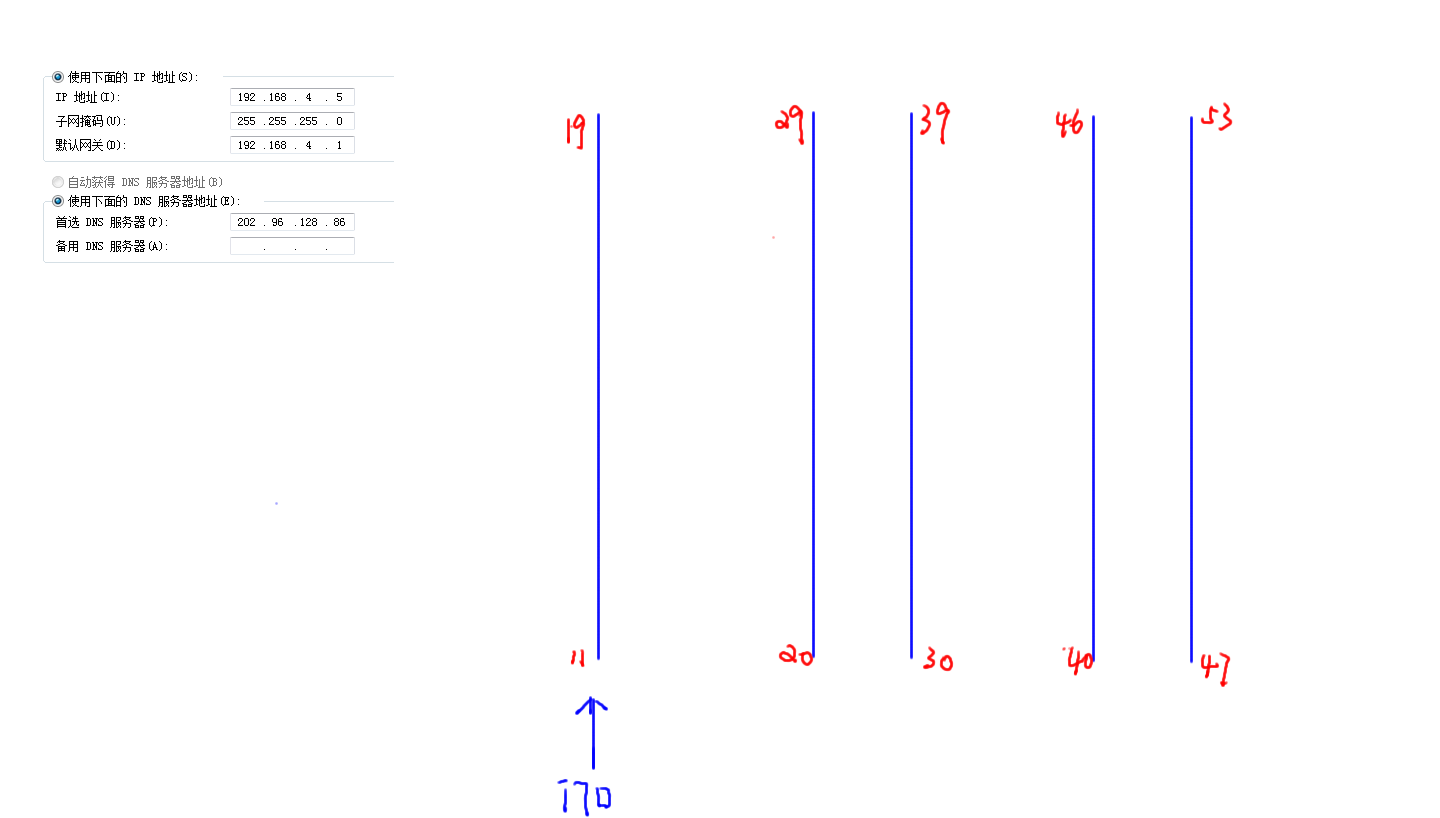 使用下面的 IP 地址(S):
IP 地址(I): 192 .168 . 4 . 5
子网掩码(U): 255 .255 .255 . 0
默认网关(D): 192 .168 . 4 . 1
自动获得 DNS 服务器地址(B)
使用下面的 DNS 服务器地址(E):
首选 DNS 服务器(P): 202 . 96 .128 . 86
备用 DNS 服务器(A): . . .
19 29 39 46 53
11 20 30 40 47
门口